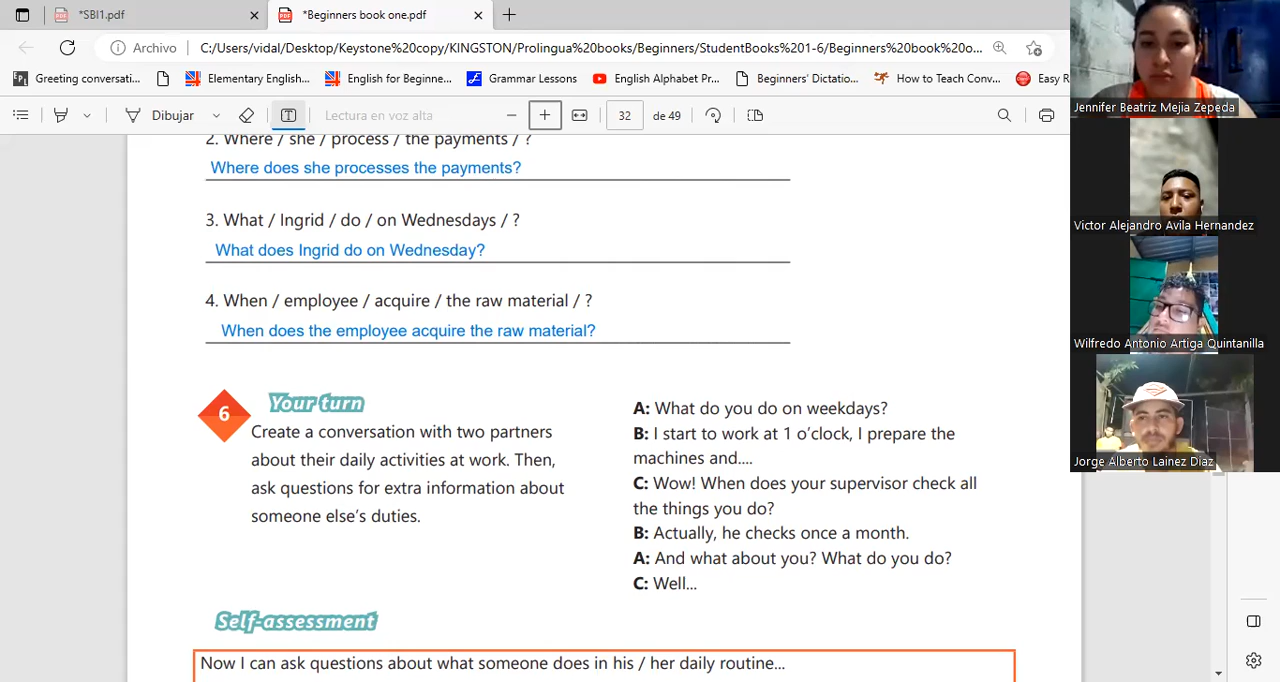 *SBI1.pdf
*Beginners book one.pdf
Archivo
C:/Users/vidal/Desktop/Keystone%20copy/KINGSTON/Prolingua%20books/Beginners/StudentBooks%201-6/Beginners%20book%20o...
Greeting conversati...
Elementary English...
English for Beginne...
Grammar Lessons
English Alphabet Pr...
Beginners' Dictatio...
How to Teach Conv...
Easy R
Dibujar
Lectura en voz alta
32
de 49
2. Where / she / process / the payments / ?
Where does she processes the payments?
3. What / Ingrid / do / on Wednesdays / ?
What does Ingrid do on Wednesday?
4. When / employee / acquire / the raw material / ?
When does the employee acquire the raw material?
6
Your turn
Create a conversation with two partners
about their daily activities at work. Then,
ask questions for extra information about
someone else's duties.
A: What do you do on weekdays?
B: I start to work at 1 o'clock, I prepare the
machines and....
C: Wow! When does your supervisor check all
the things you do?
B: Actually, he checks once a month.
A: And what about you? What do you do?
C: Well...
Self-assessment
Now I can ask questions about what someone does in his / her daily routine...
Jennifer Beatriz Mejia Zepeda
Victor Alejandro Avila Hernandez
Wilfredo Antonio Artiga Quintanilla
Jorge Alberto Lainez Diaz